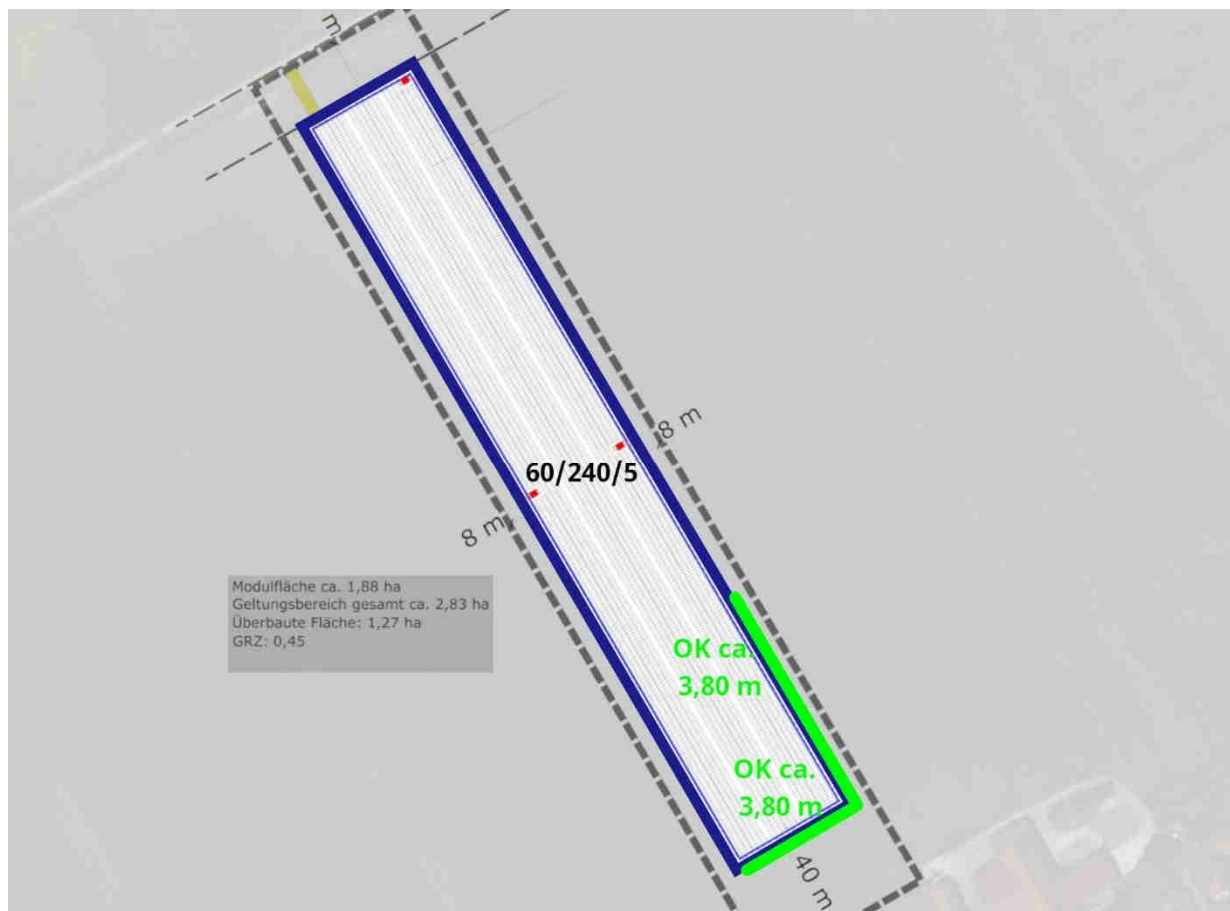 m
8 m
60/240/5
8 m
Modulfläche ca. 1,88 ha
Geltungsbereich gesamt ca. 2,83 ha
Überbaute Fläche: 1,27 ha
GRZ: 0,45
OK ca.
3,80 m
OK ca.
3,80 m
40 m